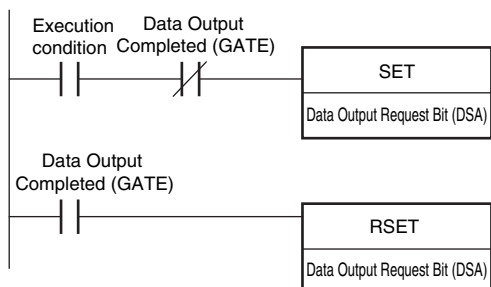 Execution condition
Data Output Completed (GATE)
SET
Data Output Request Bit (DSA)
Data Output
Completed (GATE)
RSET
Data Output Request Bit (DSA)